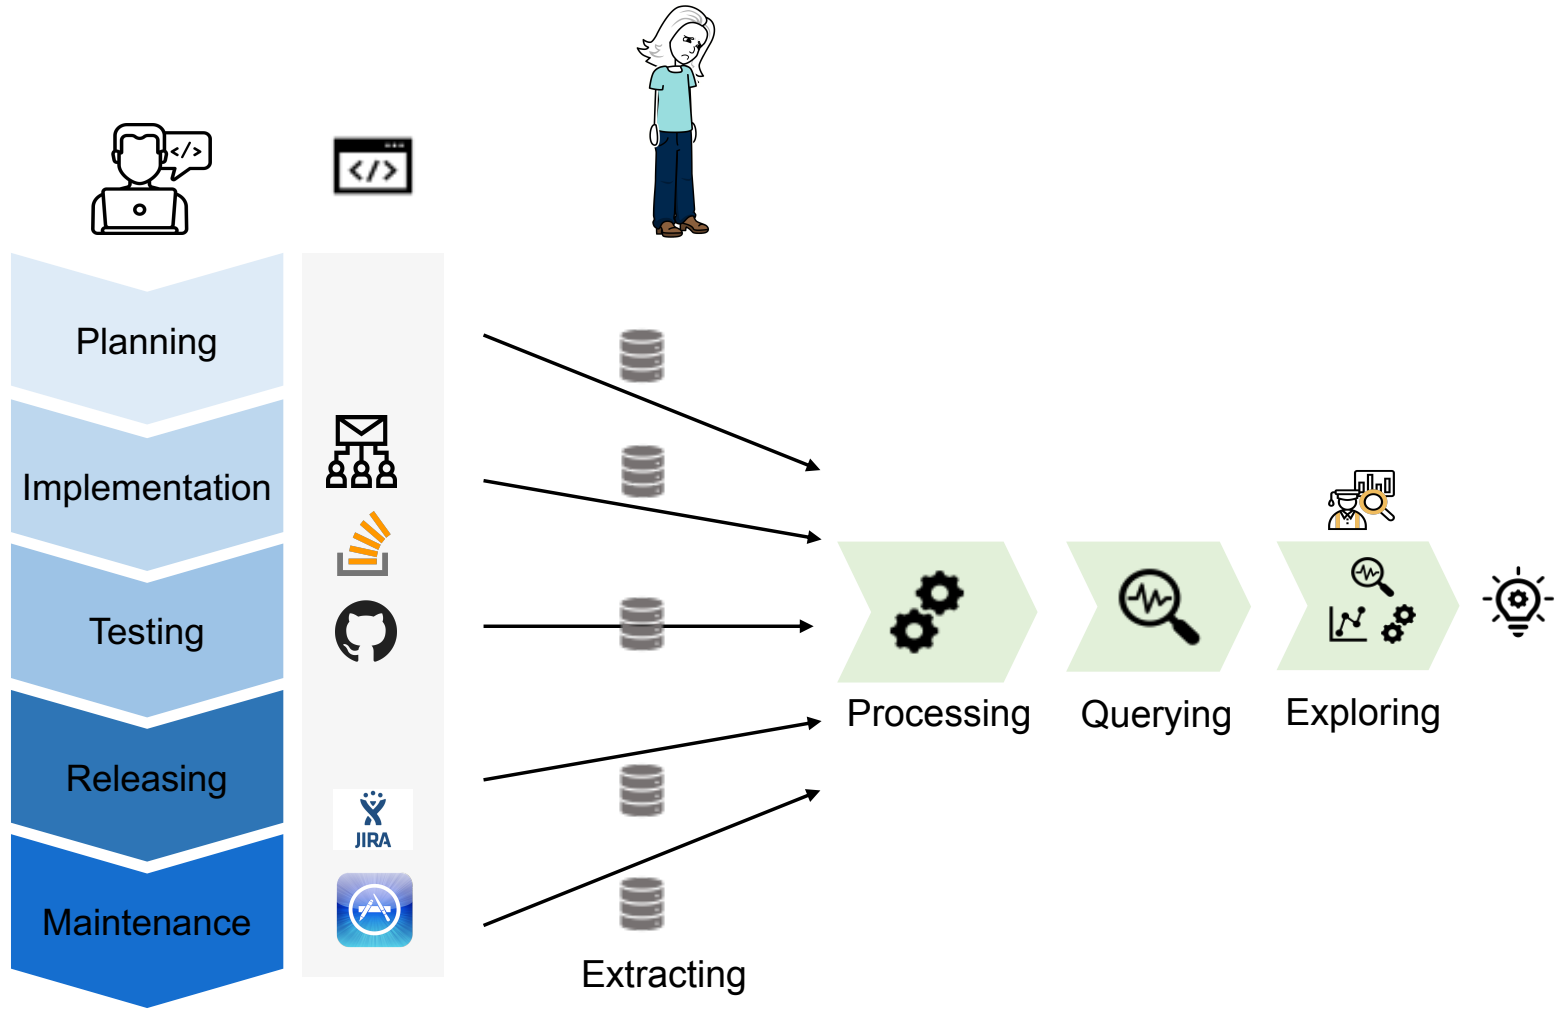 </>
</>
Planning
Implementation
Testing
Releasing
JIRA
Maintenance
Extracting
Processing
Querying
Exploring